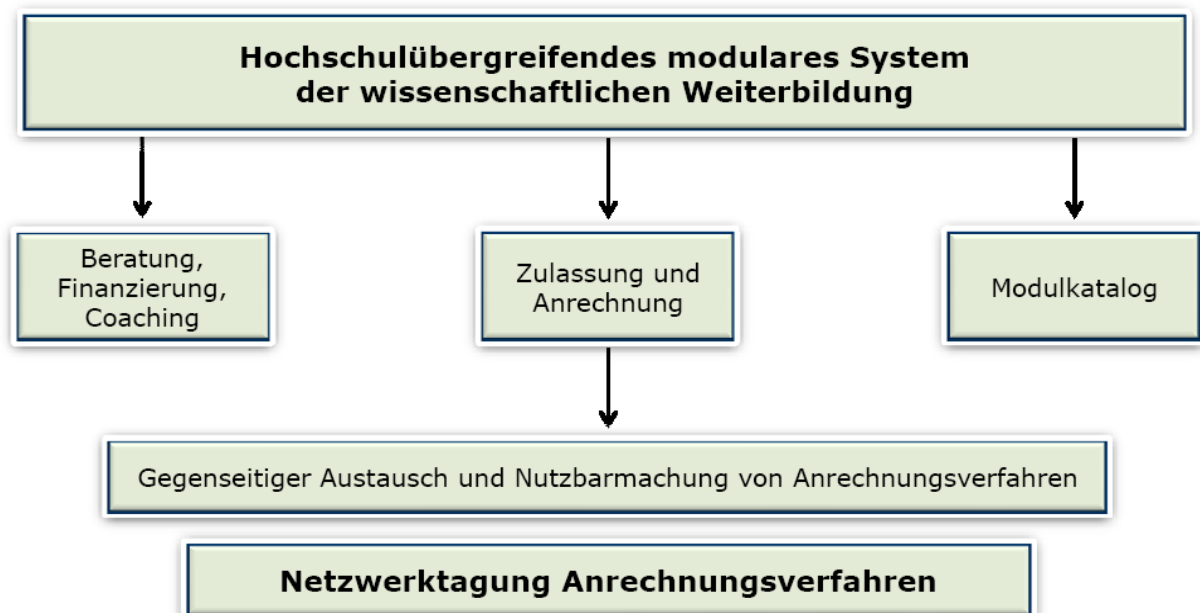 Hochschulübergreifendes modulares System
der wissenschaftlichen Weiterbildung
Beratung,
Finanzierung,
Coaching
Zulassung und
Anrechnung
Modulkatalog
Gegenseitiger Austausch und Nutzbarmachung von Anrechnungsverfahren
Netzwerktagung Anrechnungsverfahren